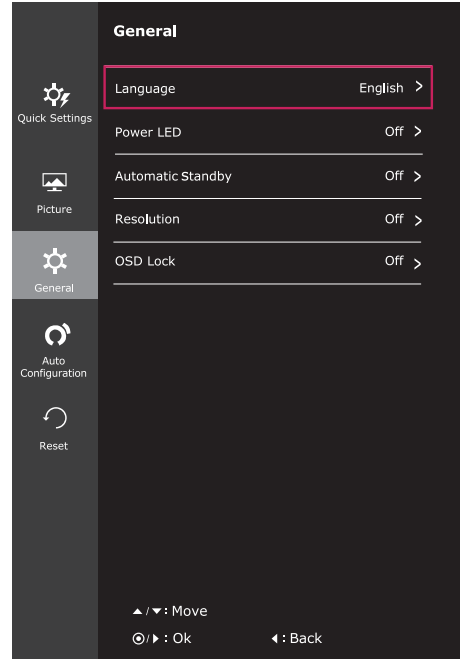 General
Quick Settings
Picture
General
Auto
Configuration
Reset
Language English >
Power LED Off >
Automatic Standby Off >
Resolution Off >
OSD Lock Off >
▲/▼: Move
◉/▶ : Ok ◀ : Back